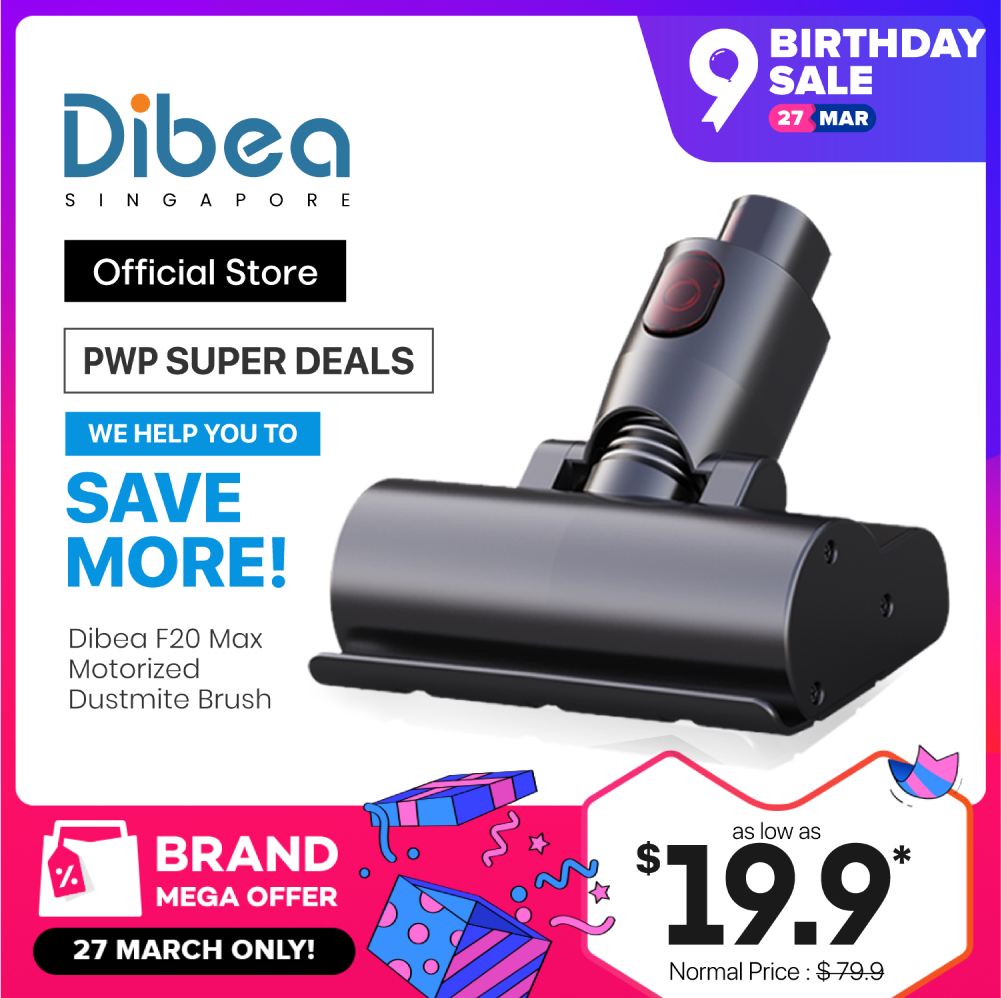 9 BIRTHDAY
SALE
27 MAR
Dibea
SINGAPORE
Official Store
PWP SUPER DEALS
WE HELP YOU TO
SAVE
MORE!
Dibea F20 Max
Motorized
Dustmite Brush
%
BRAND
MEGA OFFER
27 MARCH ONLY!
as low as
$19.9*
Normal Price : $79.9